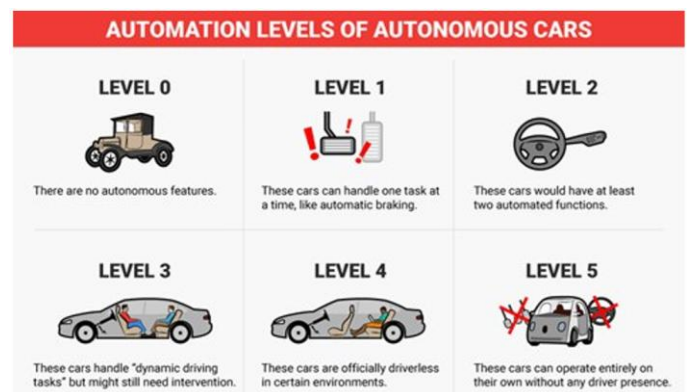 AUTOMATION LEVELS OF AUTONOMOUS CARS
LEVEL 0
There are no autonomous features.
LEVEL 1
These cars can handle one task at
a time, like automatic braking.
LEVEL 2
These cars would have at least
two automated functions.
LEVEL 3
These cars handle "dynamic driving
tasks" but might still need intervention.
LEVEL 4
These cars are officially driverless
in certain environments.
LEVEL 5
These cars can operate entirely on
their own without any driver presence.